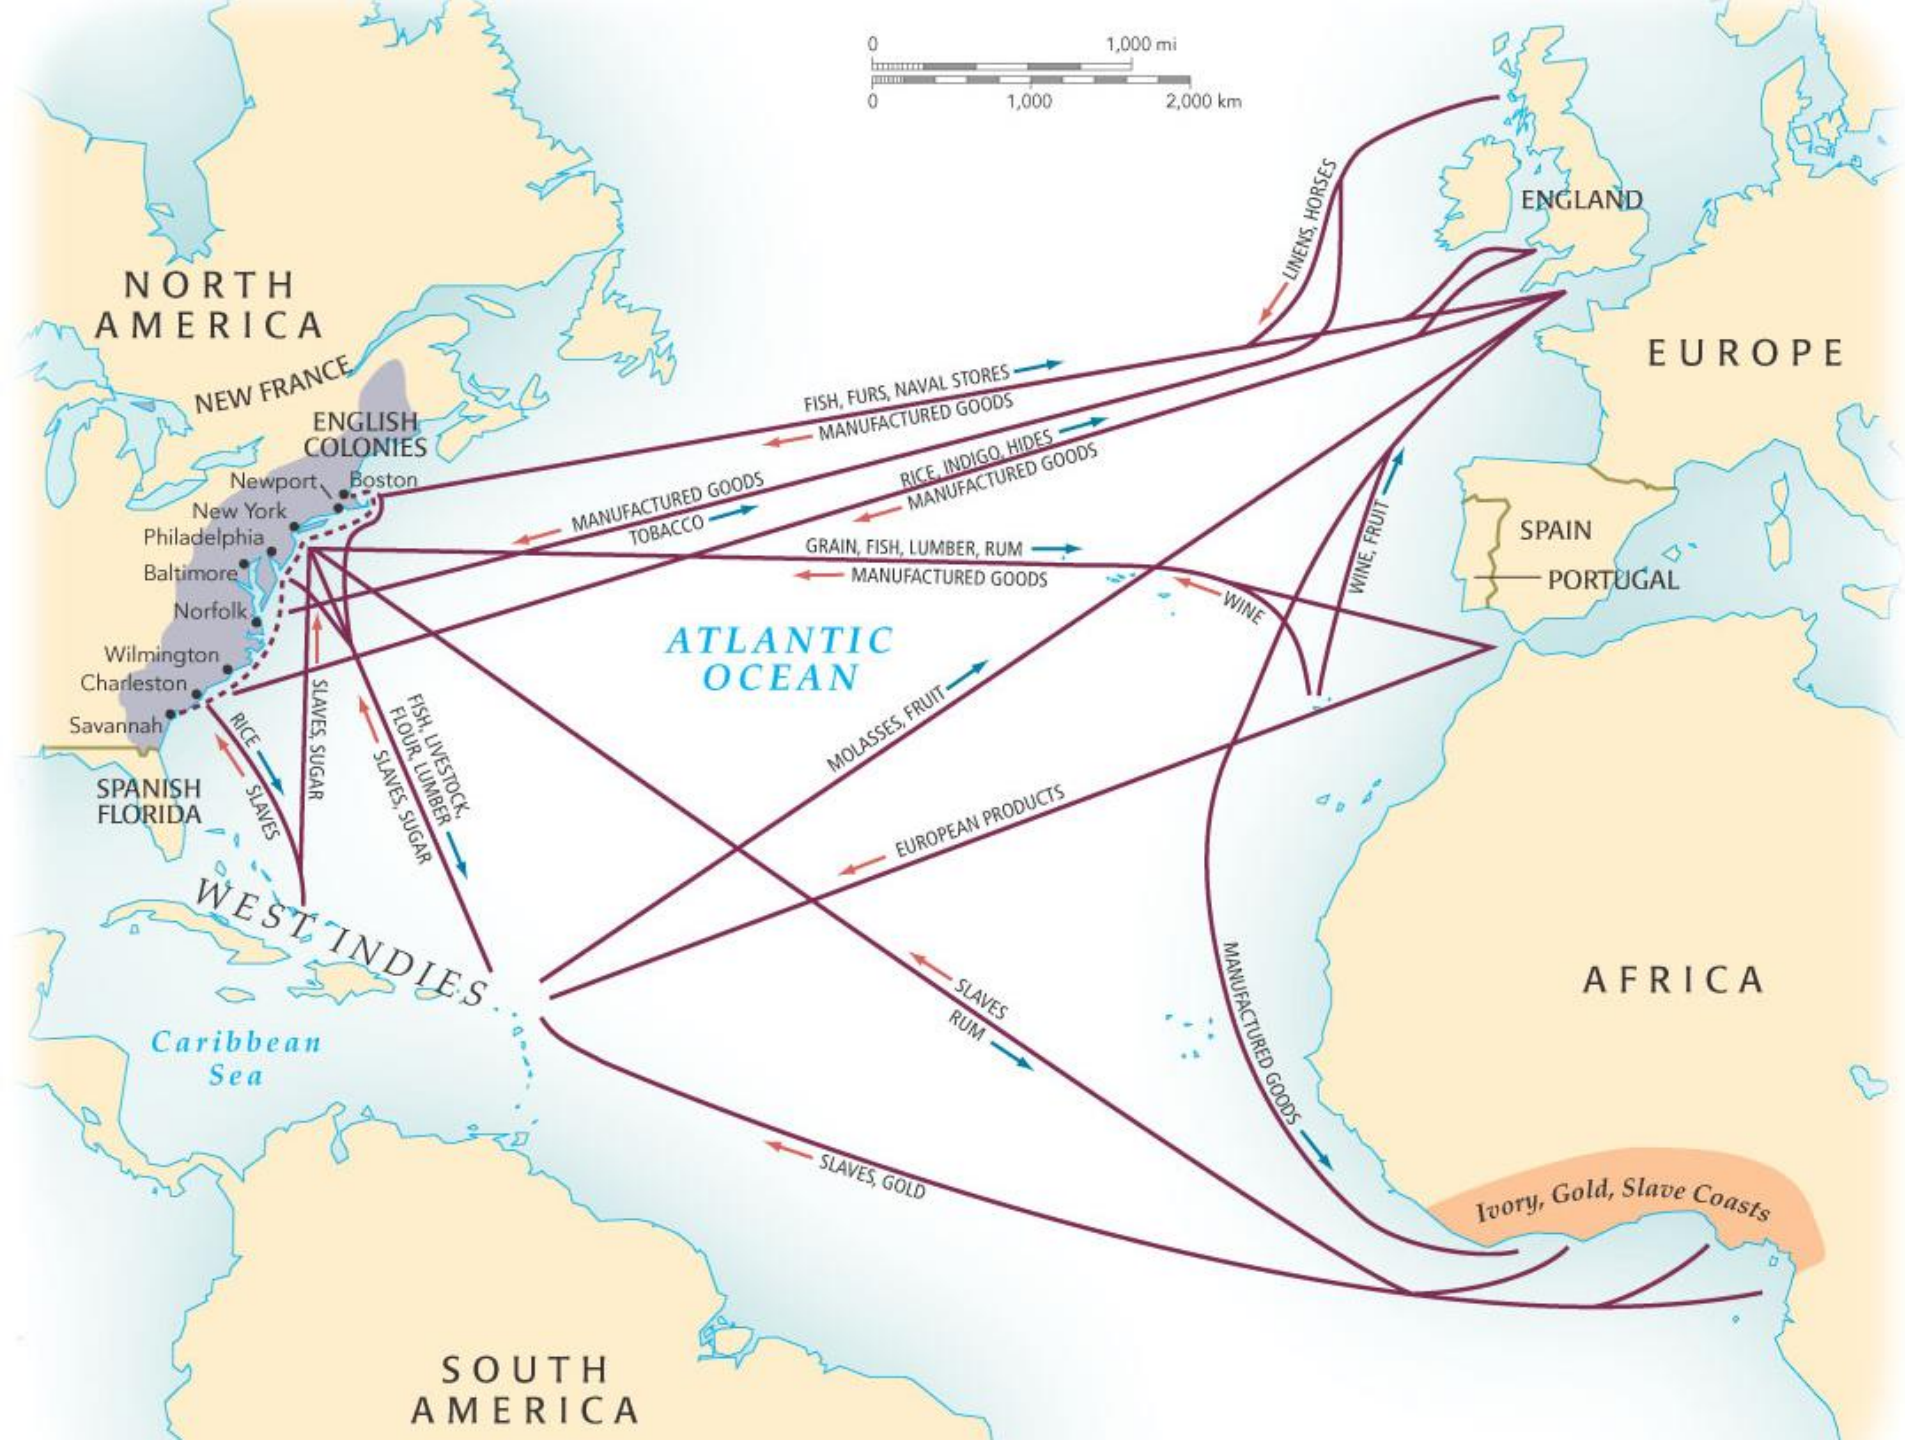 0
1,000 mi
0
1,000
2,000 km
NORTH
AMERICA
NEW FRANCE
ENGLISH
COLONIES
Newport
Boston
New York
Philadelphia
Baltimore
Norfolk
Wilmington
Charleston
Savannah
SPANISH
FLORIDA
WEST INDIES
Caribbean
Sea
SOUTH
AMERICA
ATLANTIC
OCEAN
ENGLAND
EUROPE
SPAIN
PORTUGAL
AFRICA
Ivory, Gold, Slave Coasts
LINENS, HORSES
FISH, FURS, NAVAL STORES
MANUFACTURED GOODS
MANUFACTURED GOODS
TOBACCO
RICE, INDIGO, HIDES
MANUFACTURED GOODS
GRAIN, FISH, LUMBER, RUM
MANUFACTURED GOODS
WINE
WINE, FRUIT
RICE
SLAVES
SLAVES, SUGAR
FISH, LIVESTOCK,
FLOUR, LUMBER
SLAVES, SUGAR
MOLASSES, FRUIT
EUROPEAN PRODUCTS
SLAVES
RUM
MANUFACTURED GOODS
SLAVES, GOLD